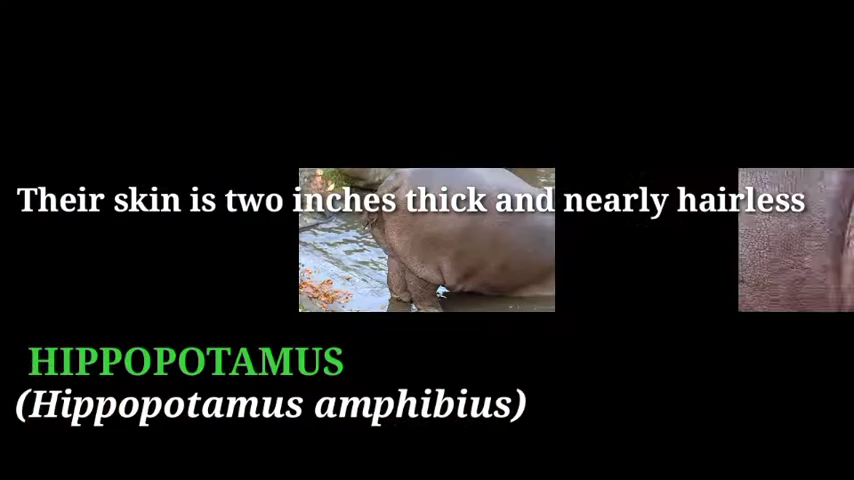 Their skin is two inches thick and nearly hairless
HIPPOPOTAMUS
(Hippopotamus amphibius)